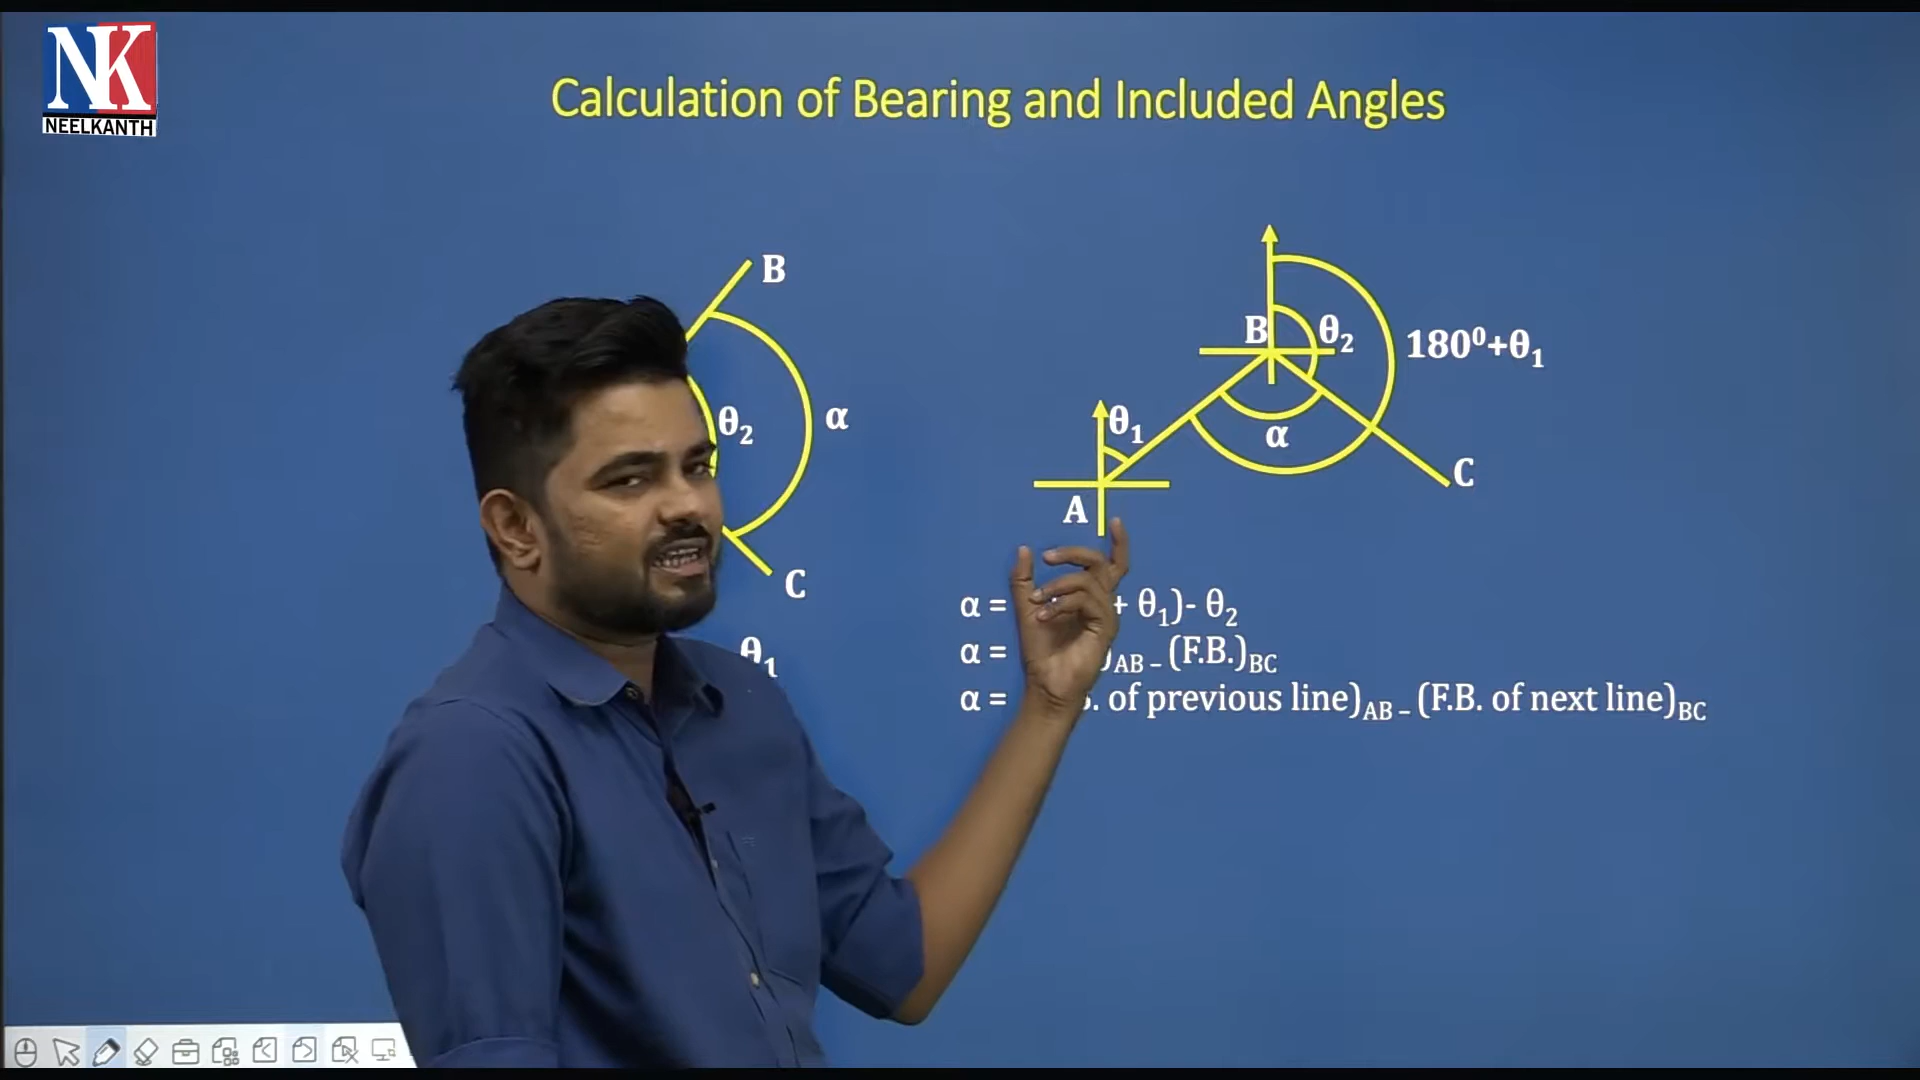 NK
NEELKANTH
Calculation of Bearing and Included Angles
B
θ₂
α
C
θ₁
B
θ₂
180⁰+θ₁
θ₁
α
C
A
α = + θ₁)- θ₂
α = )AB – (F.B.)BC
α = . of previous line)AB – (F.B. of next line)BC